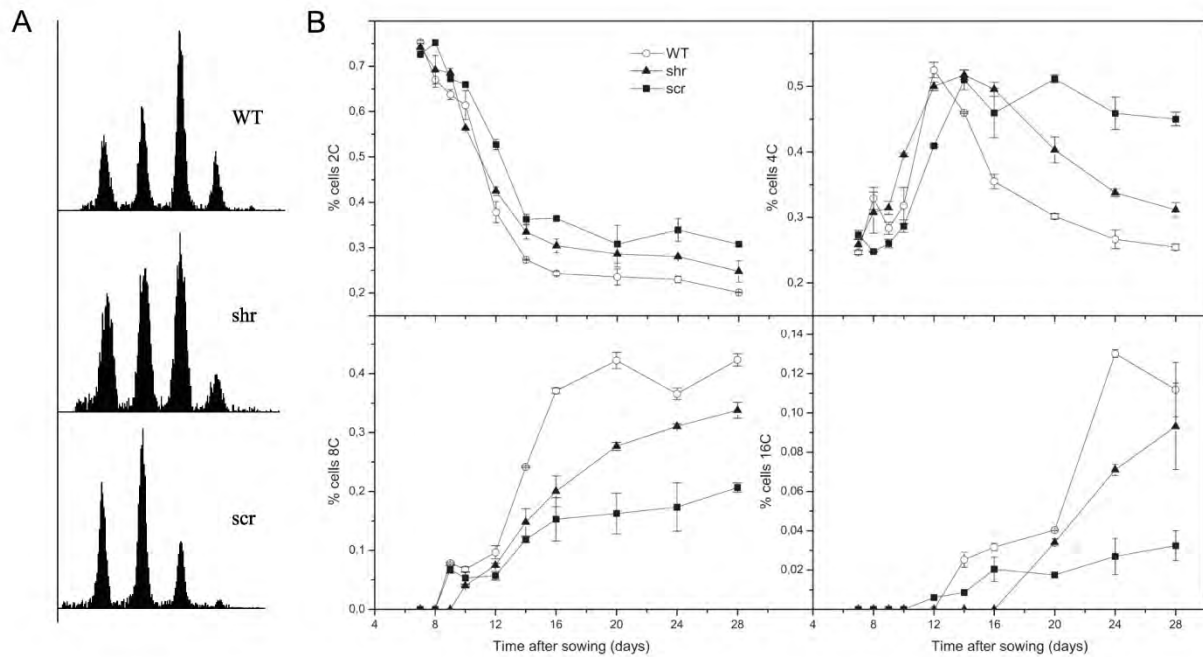 A
WT
shr
scr
B
% cells 2C
0,7
0,6
0,5
0,4
0,3
0,2
WT
shr
scr
% cells 4C
0,5
0,4
0,3
0,2
% cells 8C
0,4
0,3
0,2
0,1
0,0
4 8 12 16 20 24 28
Time after sowing (days)
% cells 16C
0,14
0,12
0,10
0,08
0,06
0,04
0,02
4 8 12 16 20 24 28
Time after sowing (days)